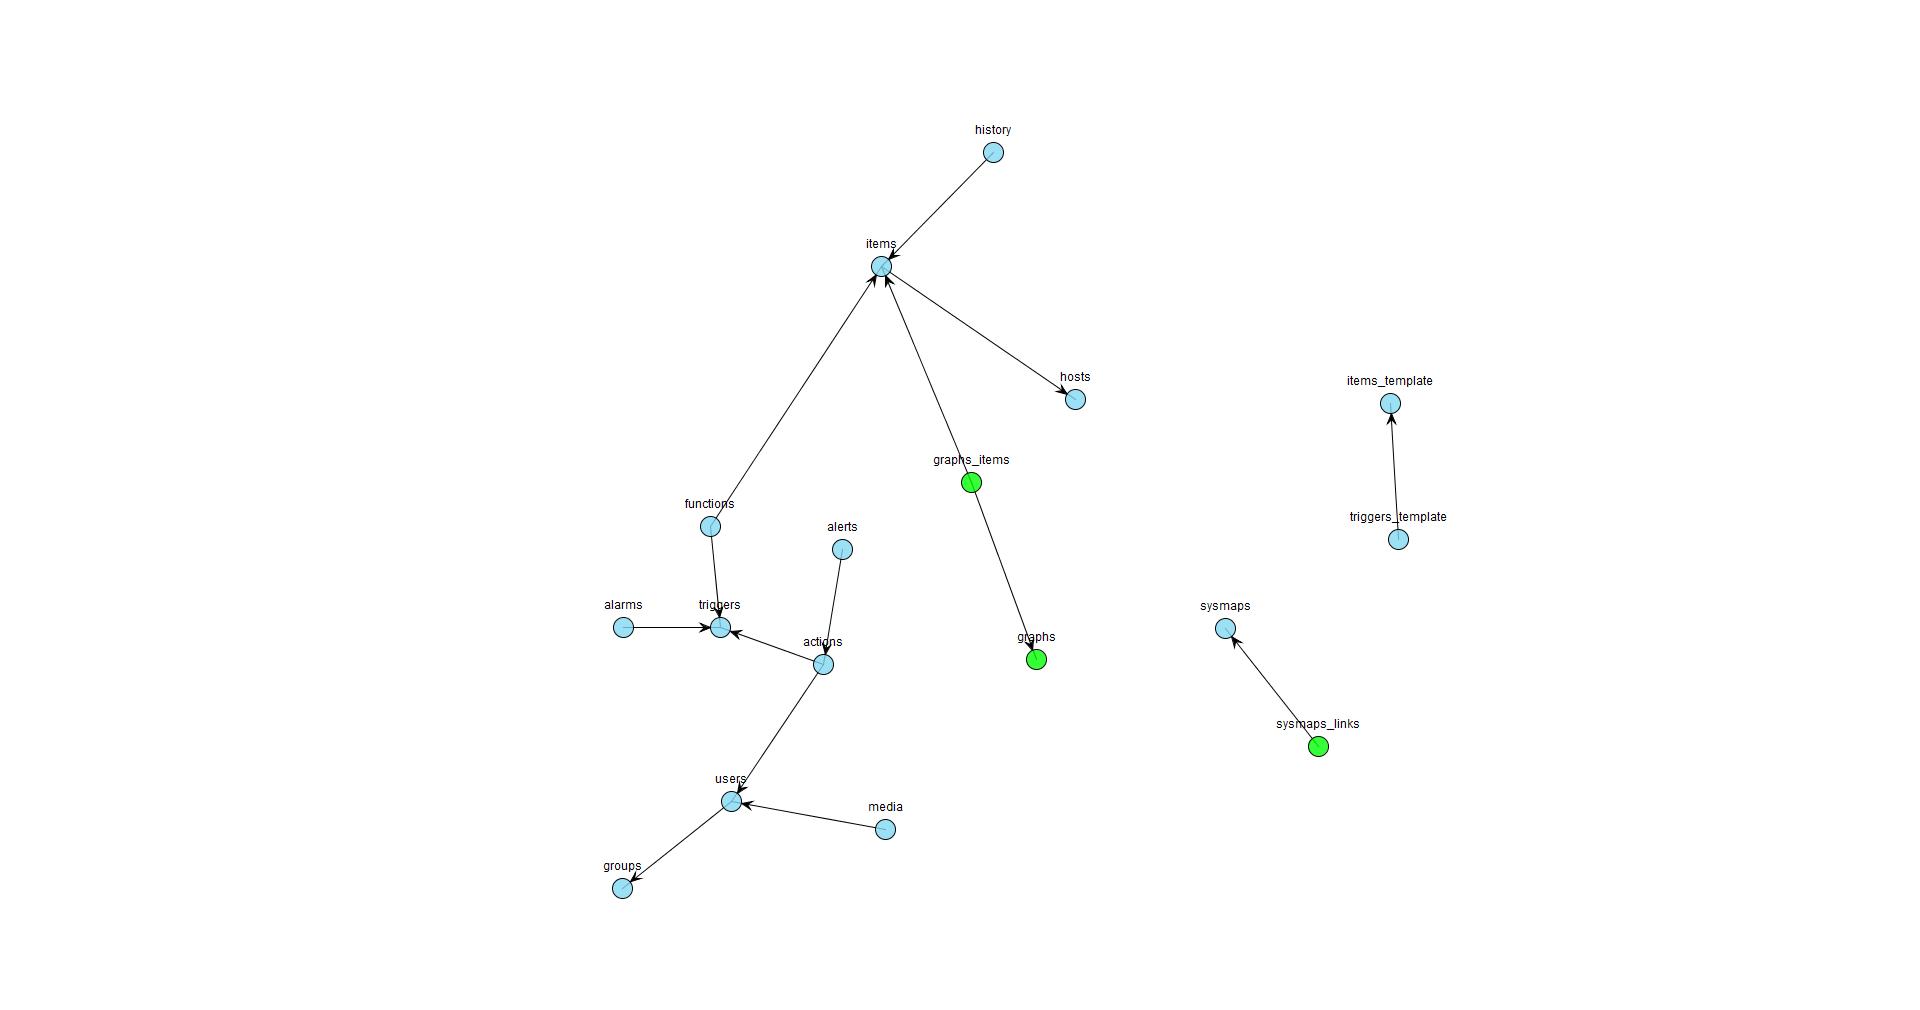 history
items
hosts
items_template
graphs_items
functions
triggers_template
alerts
alarms
triggers
sysmaps
graphs
actions
sysmaps_links
users
media
groups